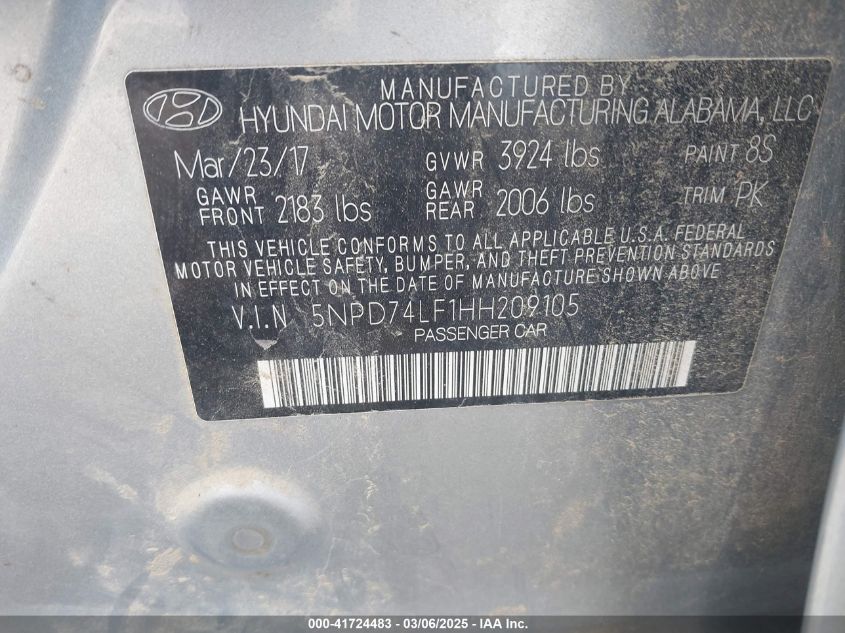 MANUFACTURED BY
HYUNDAI MOTOR MANUFACTURING ALABAMA, LLC
Mar/23/17 GVWR 3924 lbs PAINT 8S
GAWR FRONT 2183 lbs GAWR REAR 2006 lbs TRIM PK
THIS VEHICLE CONFORMS TO ALL APPLICABLE U.S.A. FEDERAL
MOTOR VEHICLE SAFETY, BUMPER, AND THEFT PREVENTION STANDARDS
IN EFFECT ON THE DATE OF MANUFACTURE SHOWN ABOVE
V.I.N 5NPD74LF1HH209105
PASSENGER CAR
000-41724483 - 03/06/2025 - IAA Inc.